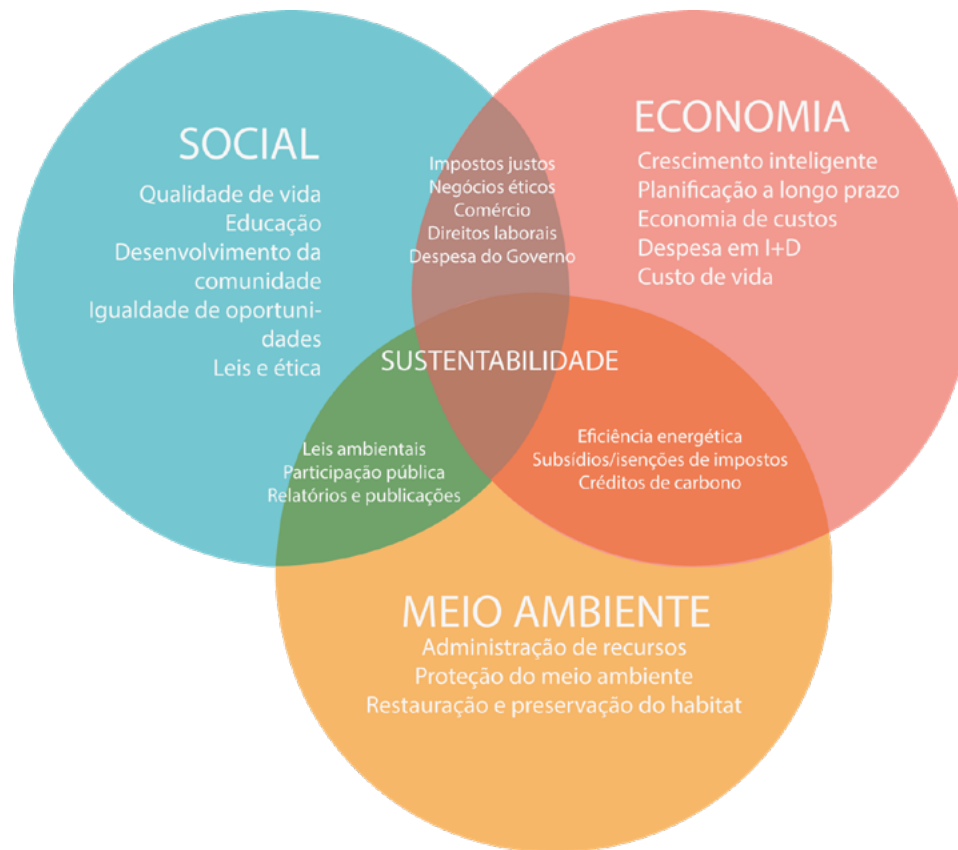 SOCIAL
Qualidade de vida
Educação
Desenvolvimento da
comunidade
Igualdade de oportuni-
dades
Leis e ética
Impostos justos
Negócios éticos
Comércio
Direitos laborais
Despesa do Governo
ECONOMIA
Crescimento inteligente
Planificação a longo prazo
Economia de custos
Despesa em I+D
Custo de vida
SUSTENTABILIDADE
Leis ambientais
Participação pública
Relatórios e publicações
Eficiência energética
Subsídios/isenções de impostos
Créditos de carbono
MEIO AMBIENTE
Administração de recursos
Proteção do meio ambiente
Restauração e preservação do habitat